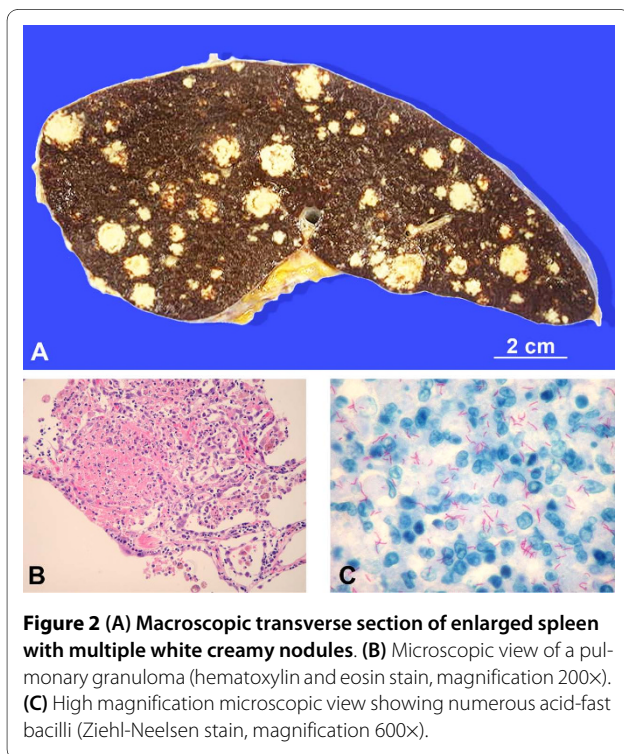 A
2 cm
B
C
Figure 2 (A) Macroscopic transverse section of enlarged spleen
with multiple white creamy nodules. (B) Microscopic view of a pul-
monary granuloma (hematoxylin and eosin stain, magnification 200×).
(C) High magnification microscopic view showing numerous acid-fast
bacilli (Ziehl-Neelsen stain, magnification 600×).